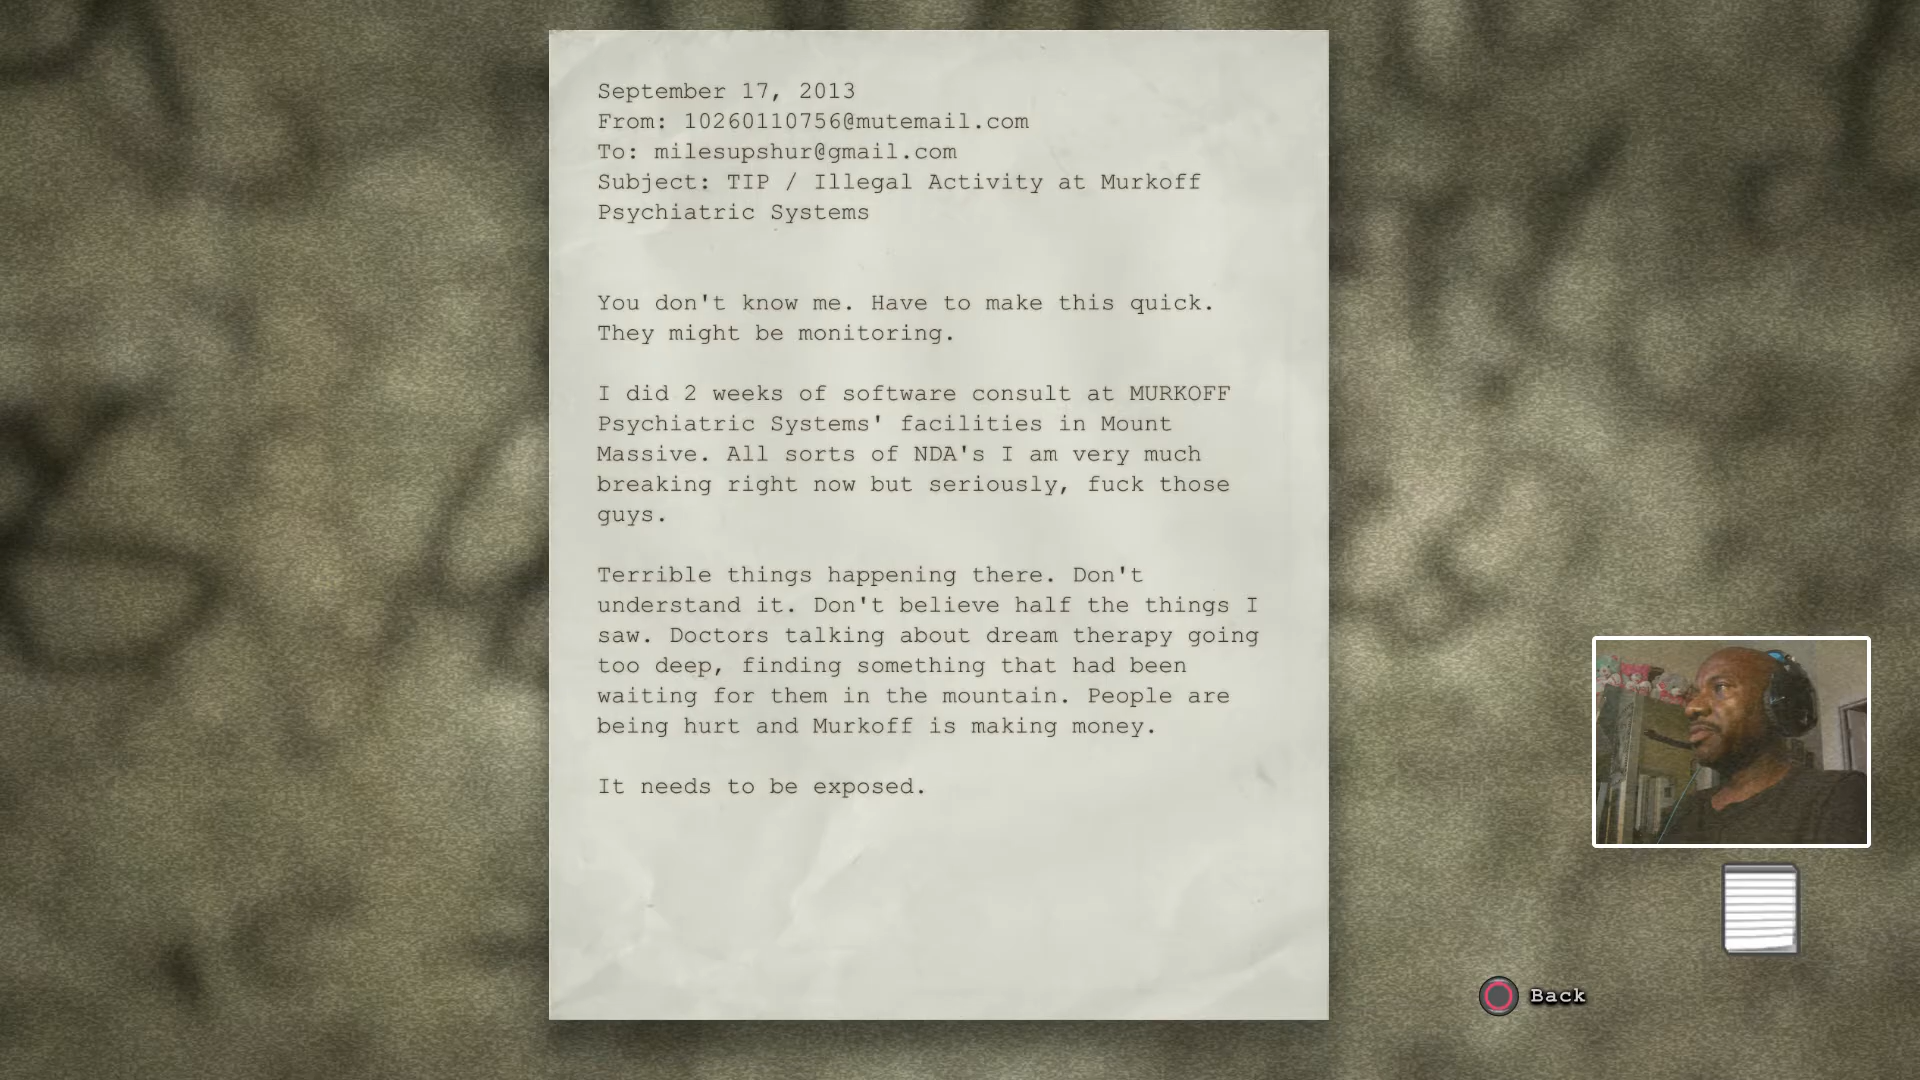 September 17, 2013
From: 10260110756@mutemail.com
To: milesupshur@gmail.com
Subject: TIP / Illegal Activity at Murkoff
Psychiatric Systems
You don't know me. Have to make this quick.
They might be monitoring.
I did 2 weeks of software consult at MURKOFF
Psychiatric Systems' facilities in Mount
Massive. All sorts of NDA's I am very much
breaking right now but seriously, fuck those
guys.
Terrible things happening there. Don't
understand it. Don't believe half the things I
saw. Doctors talking about dream therapy going
too deep, finding something that had been
waiting for them in the mountain. People are
being hurt and Murkoff is making money.
It needs to be exposed.
Back